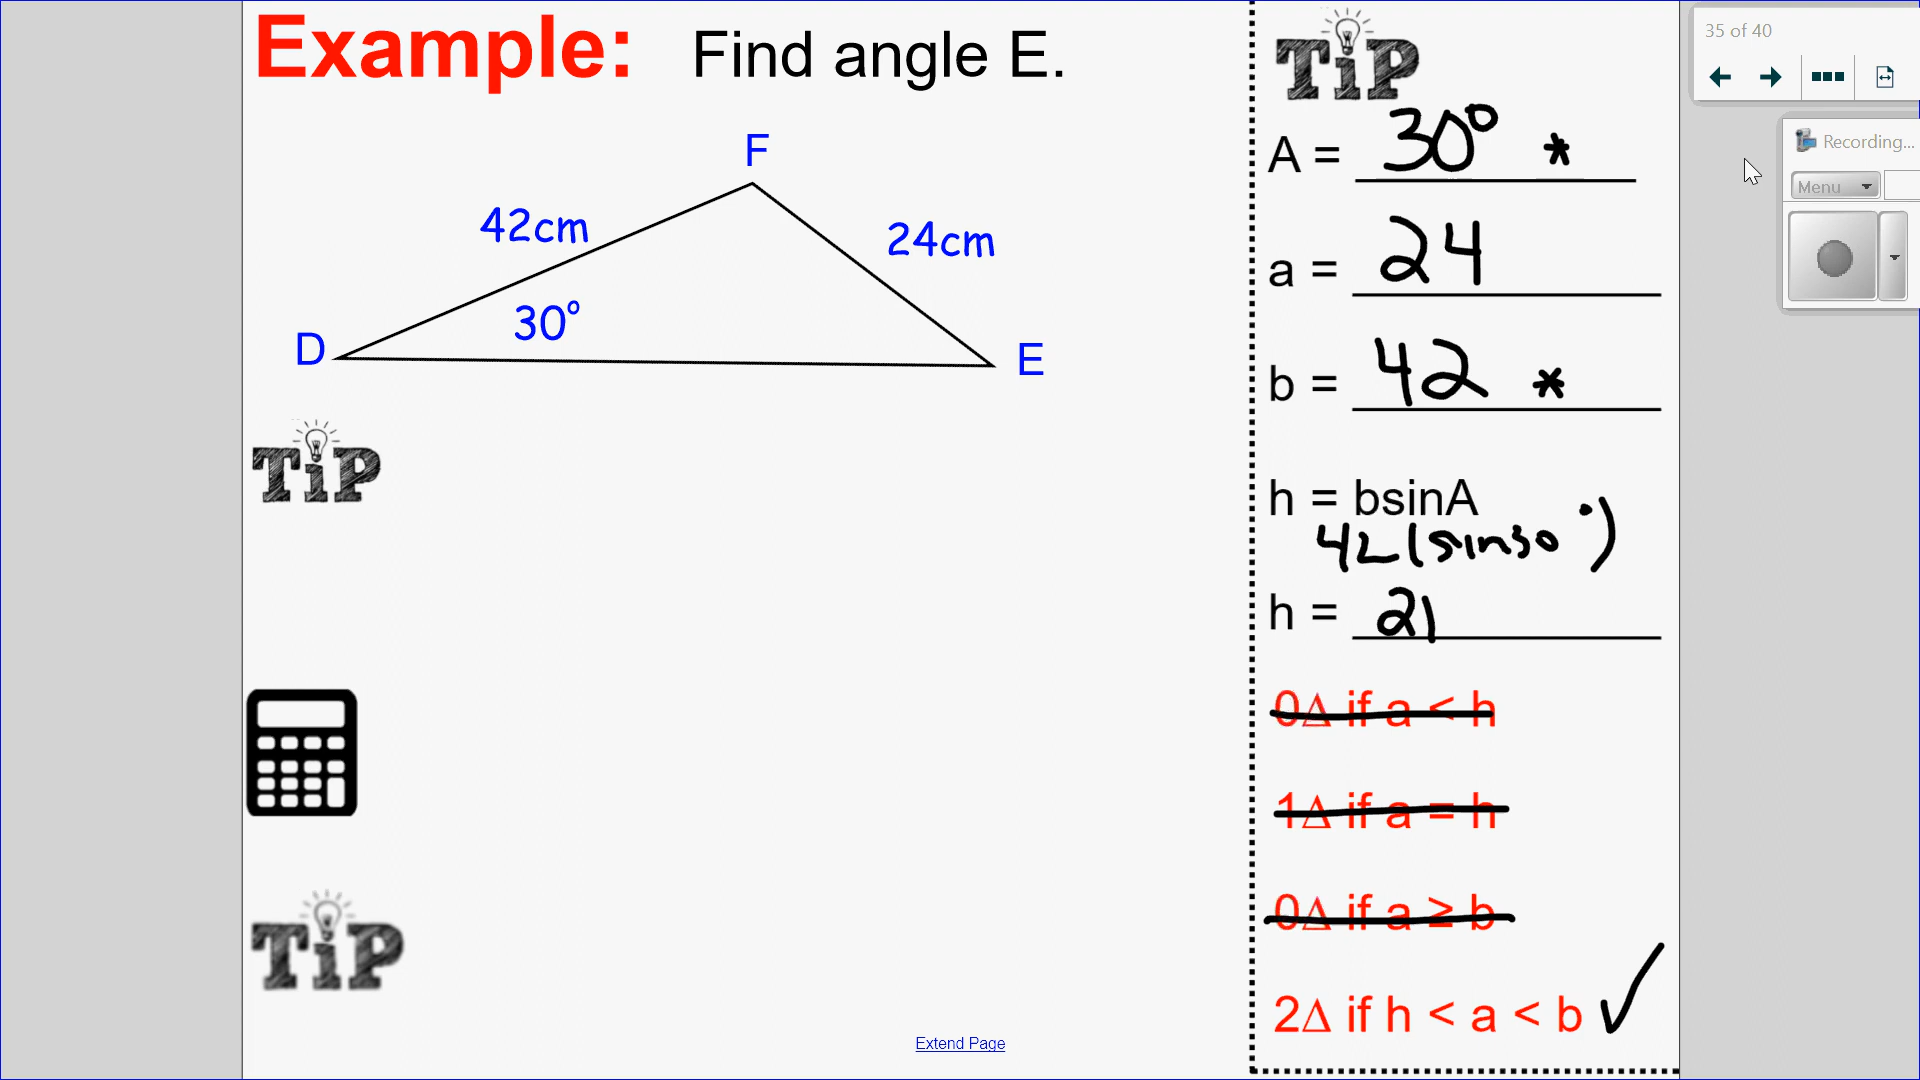 Example: Find angle E.
F
42cm
24cm
30°
D
E
TiP
TiP
TiP
A = 30° *
a = 24
b = 42 *
h = bsinA
42(sin30°)
h = 21
0Δ if a < h
1Δ if a = h
0Δ if a ≥ b
2Δ if h < a < b ✓
Extend Page
35 of 40
Recording...
Menu